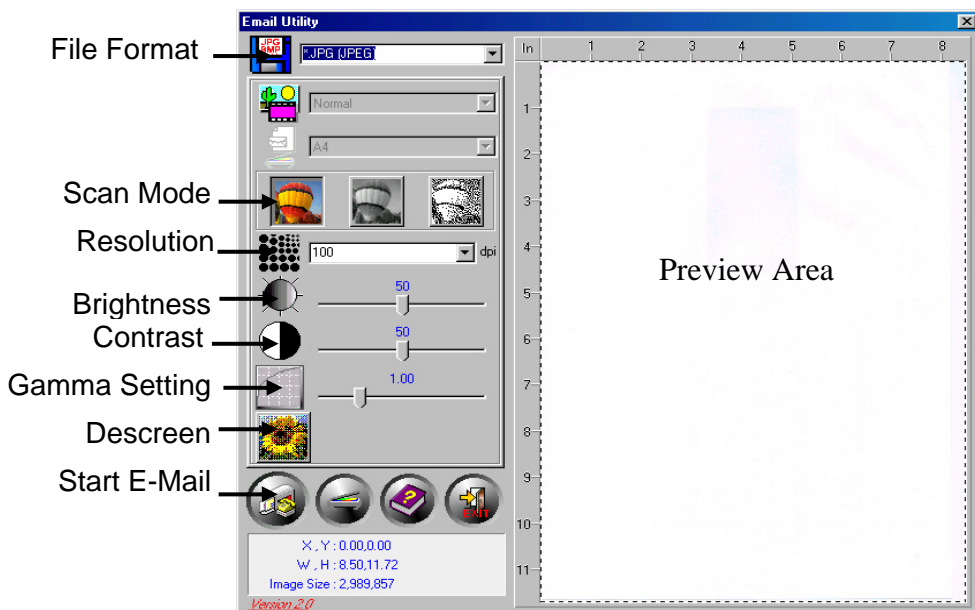 Email Utility
File Format
JPG
BMP
*.JPG (JPEG)
Normal
A4
Scan Mode
Resolution
100 dpi
Brightness
50
Contrast
50
Gamma Setting
1.00
Descreen
Start E-Mail
?
EXIT
X , Y : 0.00,0.00
W , H : 8.50,11.72
Image Size : 2,989,857
Version 2.0
In 1 2 3 4 5 6 7 8
1
2
3
4
Preview Area
5
6
7
8
9
10
11